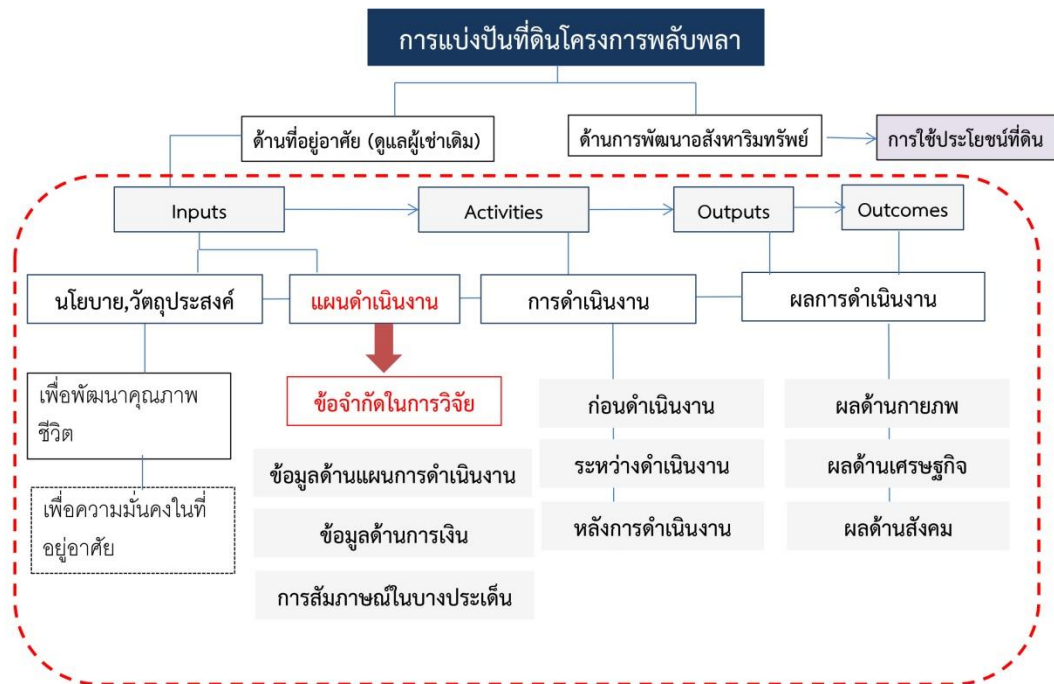 การแบ่งปันที่ดินโครงการพลับพลา
ด้านที่อยู่อาศัย (ดูแลผู้เช่าเดิม)
ด้านการพัฒนาอสังหาริมทรัพย์
การใช้ประโยชน์ที่ดิน
Inputs
Activities
Outputs
Outcomes
นโยบาย,วัตถุประสงค์
แผนดำเนินงาน
การดำเนินงาน
ผลการดำเนินงาน
เพื่อพัฒนาคุณภาพ
ชีวิต
เพื่อความมั่นคงในที่
อยู่อาศัย
ข้อจำกัดในการวิจัย
ข้อมูลด้านแผนการดำเนินงาน
ข้อมูลด้านการเงิน
การสัมภาษณ์ในบางประเด็น
ก่อนดำเนินงาน
ระหว่างดำเนินงาน
หลังการดำเนินงาน
ผลด้านกายภพ
ผลด้านเศรษฐกิจ
ผลด้านสังคม